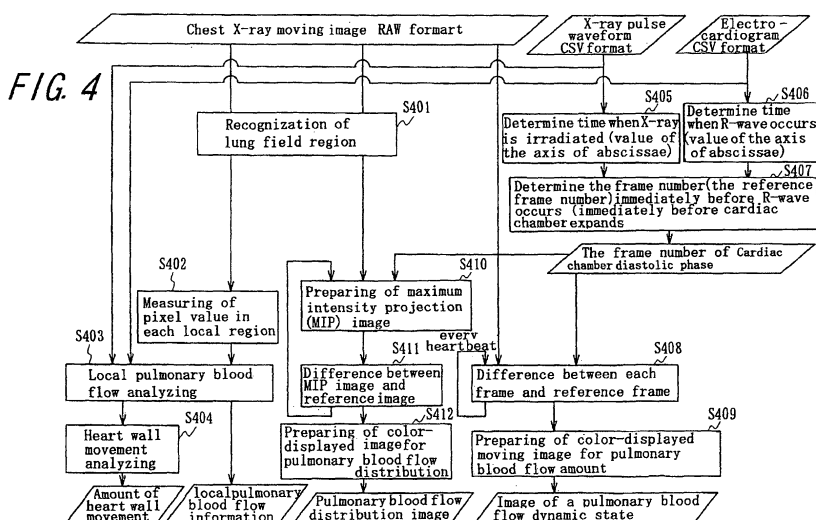 Chest X-ray moving image RAW formart
X-ray pulse
waveform
CSV format
Electro-
cardiogram
CSV format
FIG. 4
S401
Recognization of
lung field region
S405
Determine time when X-ray
is irradiated (value of
the axis of abscissae)
S406
Determine time
when R-wave occurs
(value of the axis
of abscissae)
S407
Determine the frame number(the reference
frame number)immediately before R-wave
occurs (immediately before cardiac
chamber expands
The frame number of Cardiac
chamber diastolic phase
S402
Measuring of
pixel value in
each local region
S410
Preparing of maximum
intensity projection
(MIP) image
every
heartbeat
S403
Local pulmonary blood
flow analyzing
S411
Difference between
MIP image and
reference image
S408
Difference between each
frame and reference frame
S404
Heart wall
movement
analyzing
S412
Preparing of color-
displayed image for
pulmonary blood flow
distribution
S409
Preparing of color-displayed
moving image for pulmonary
blood flow amount
Amount of
heart wall
movement
localpulmonary
blood flow
information
Pulmonary blood flow
distribution image
Image of a pulmonary blood
flow dynamic state